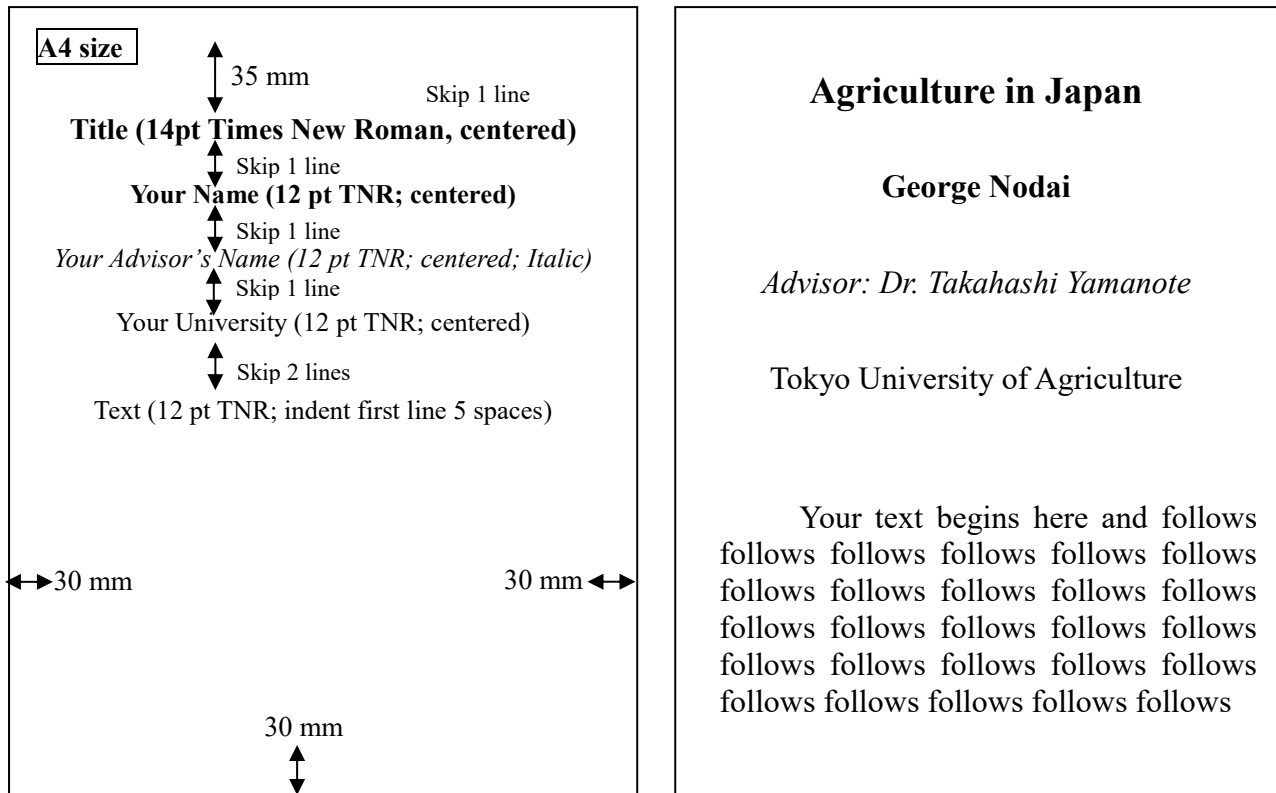 A4 size
35 mm
Skip 1 line
Title (14pt Times New Roman, centered)
Skip 1 line
Your Name (12 pt TNR; centered)
Skip 1 line
Your Advisor’s Name (12 pt TNR; centered; Italic)
Skip 1 line
Your University (12 pt TNR; centered)
Skip 2 lines
Text (12 pt TNR; indent first line 5 spaces)
30 mm
30 mm
30 mm
Agriculture in Japan
George Nodai
Advisor: Dr. Takahashi Yamanote
Tokyo University of Agriculture
Your text begins here and follows
follows follows follows follows follows
follows follows follows follows follows
follows follows follows follows follows
follows follows follows follows follows
follows follows follows follows follows